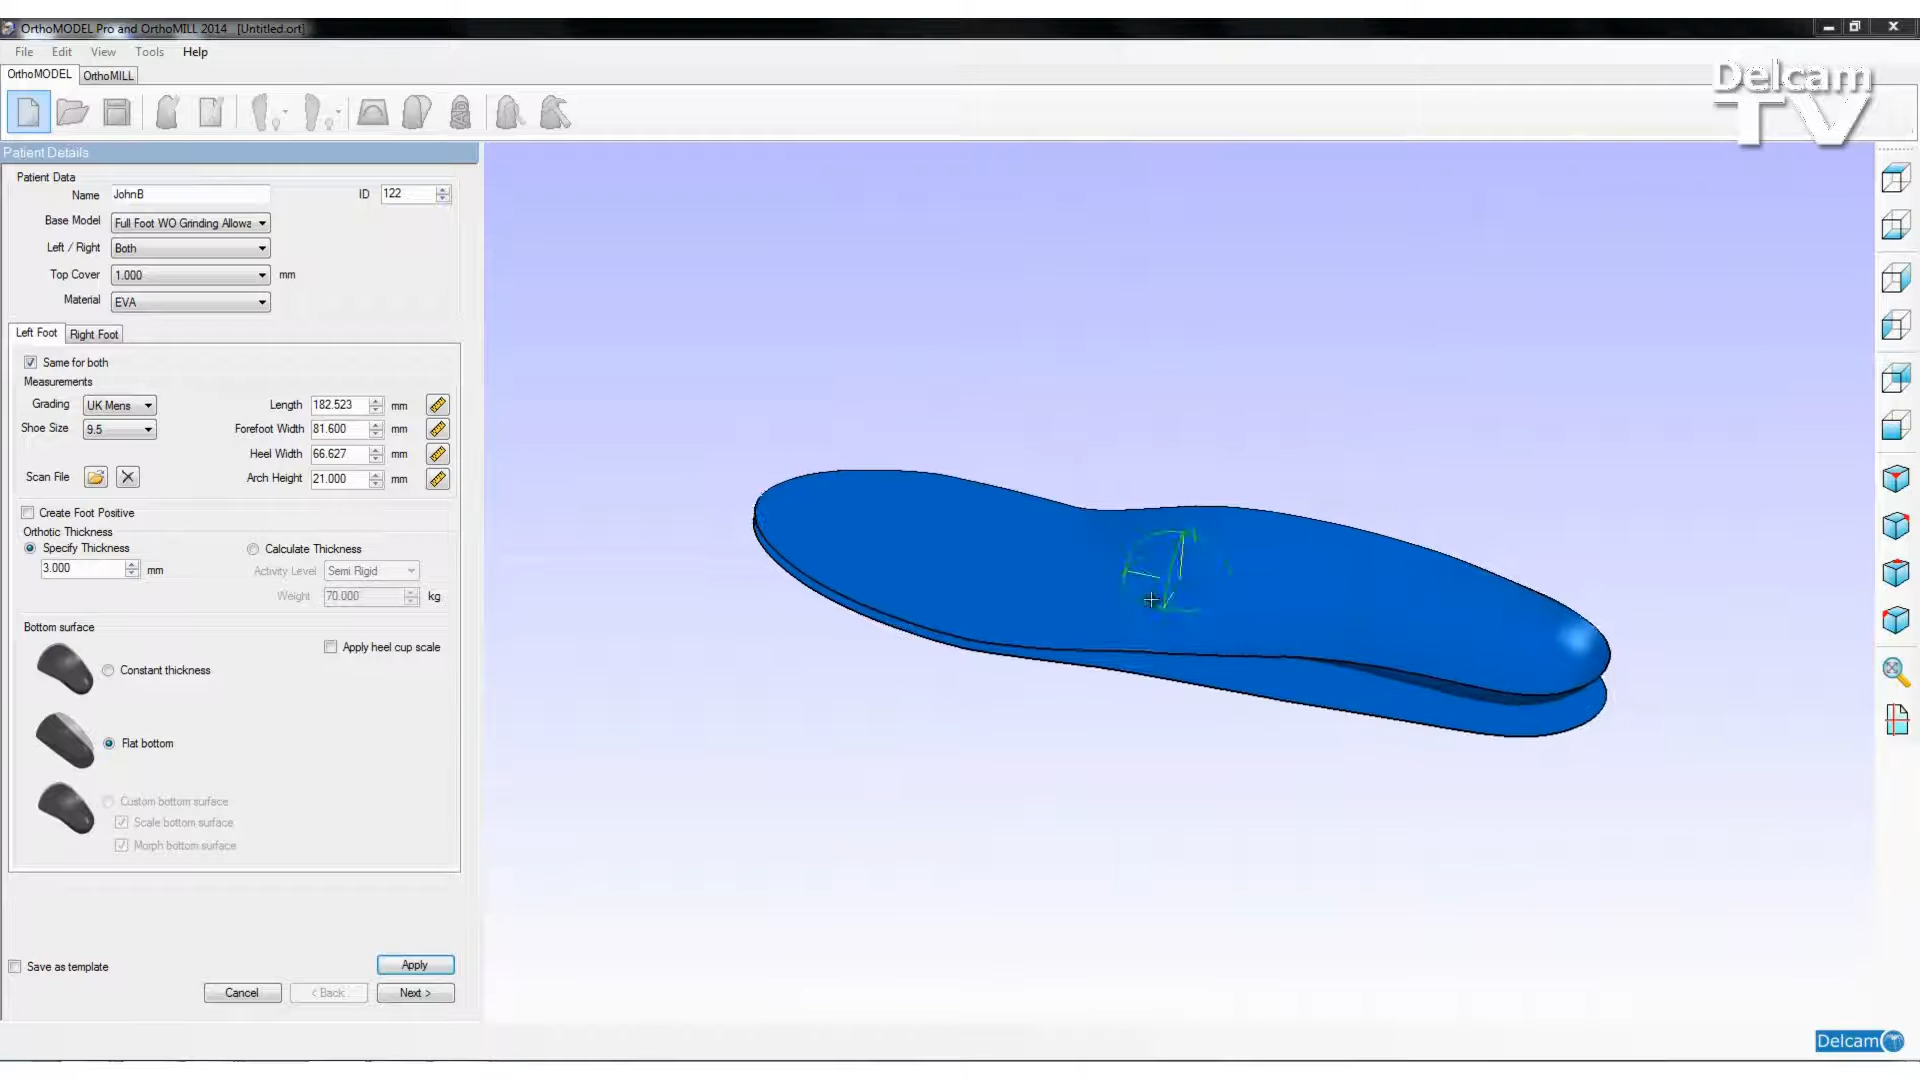 OrthoMODEL Pro and OrthoMILL 2014 [Untitled.ort]
File Edit View Tools Help
OrthoMODEL OrthoMILL
Delcam
TV
Patient Details
Patient Data
Name JohnB ID 122
Base Model Full Foot WO Grinding Allowa
Left / Right Both
Top Cover 1.000 mm
Material EVA
Left Foot Right Foot
Same for both
Measurements
Grading UK Mens Length 182.523 mm
Shoe Size 9.5 Forefoot Width 81.600 mm
Heel Width 66.627 mm
Scan File Arch Height 21.000 mm
Create Foot Positive
Orthotic Thickness
Specify Thickness Calculate Thickness
3.000 mm Activity Level Semi Rigid
Weight 70.000 kg
Bottom surface
Apply heel cup scale
Constant thickness
Flat bottom
Custom bottom surface
Scale bottom surface
Morph bottom surface
Save as template Apply
Cancel < Back Next >
Delcam